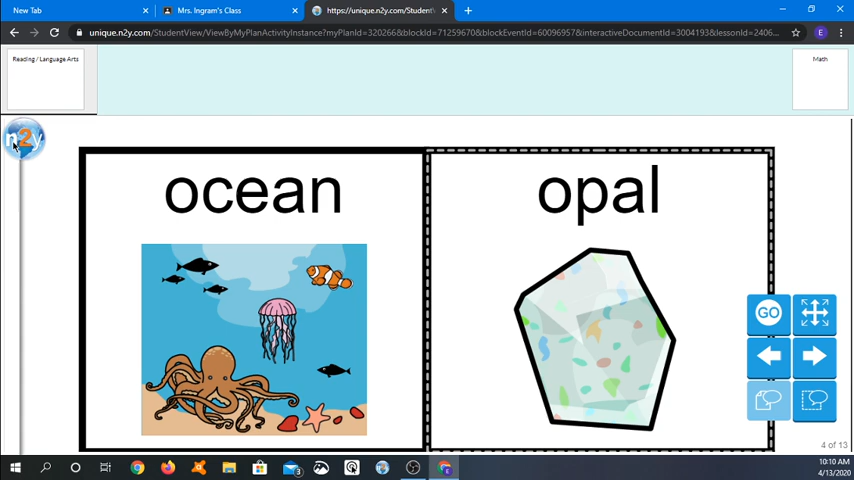 New Tab
Mrs. Ingram's Class
https://unique.n2y.com/Student\
unique.n2y.com/StudentView/ViewByMyPlanActivityInstance?myPlanId=320266&blockId=71259670&blockEventId=60096957&interactiveDocumentId=3004193&lessonId=2406...
E
Reading / Language Arts
Math
n2y
ocean
opal
GO
4 of 13
3
10:10 AM
4/13/2020